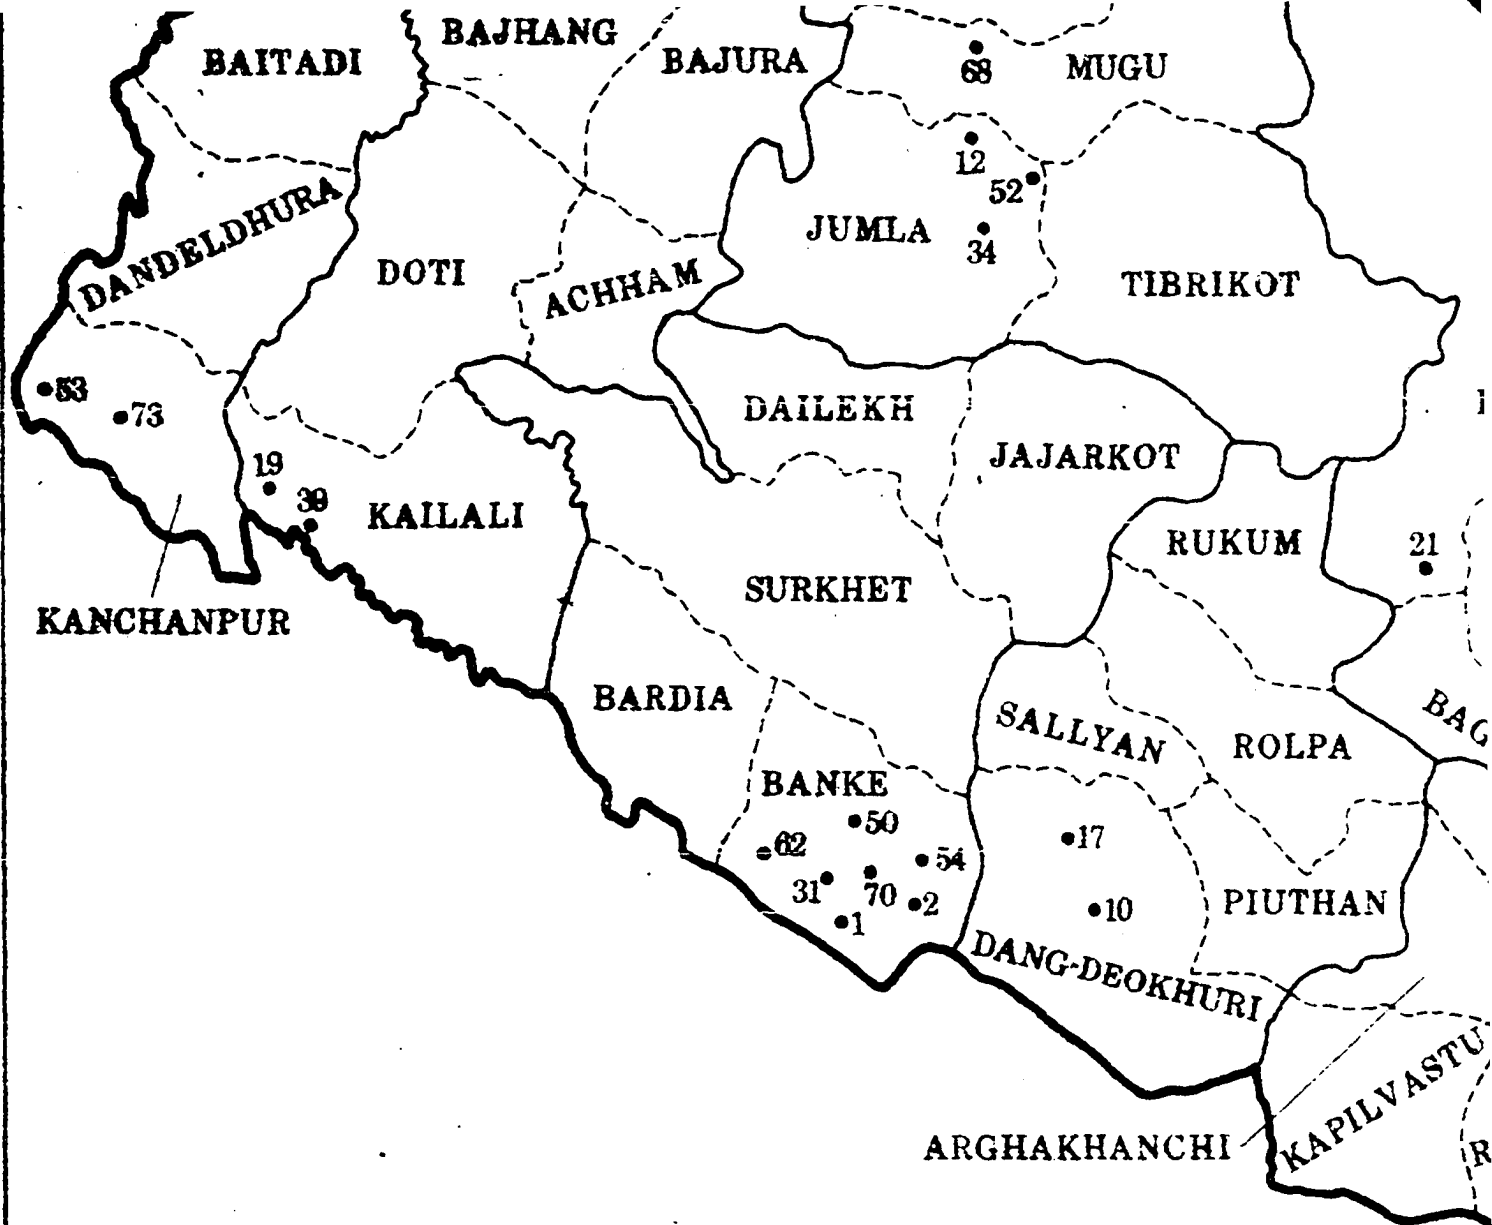 BAJHANG
BAITADI
BAJURA
68
MUGU
12
52
DANDELDHURA
JUMLA
34
DOTI
ACHHAM
TIBRIKOT
53
73
DAILEKH
JAJARKOT
19
39
KAILALI
RUKUM
21
SURKHET
KANCHANPUR
BARDIA
SALLYAN
BAG
ROLPA
BANKE
50
62
17
54
31
70
2
10
PIUTHAN
1
DANG-DEOKHURI
KAPILVASTU
ARGHAKHANCHI
R